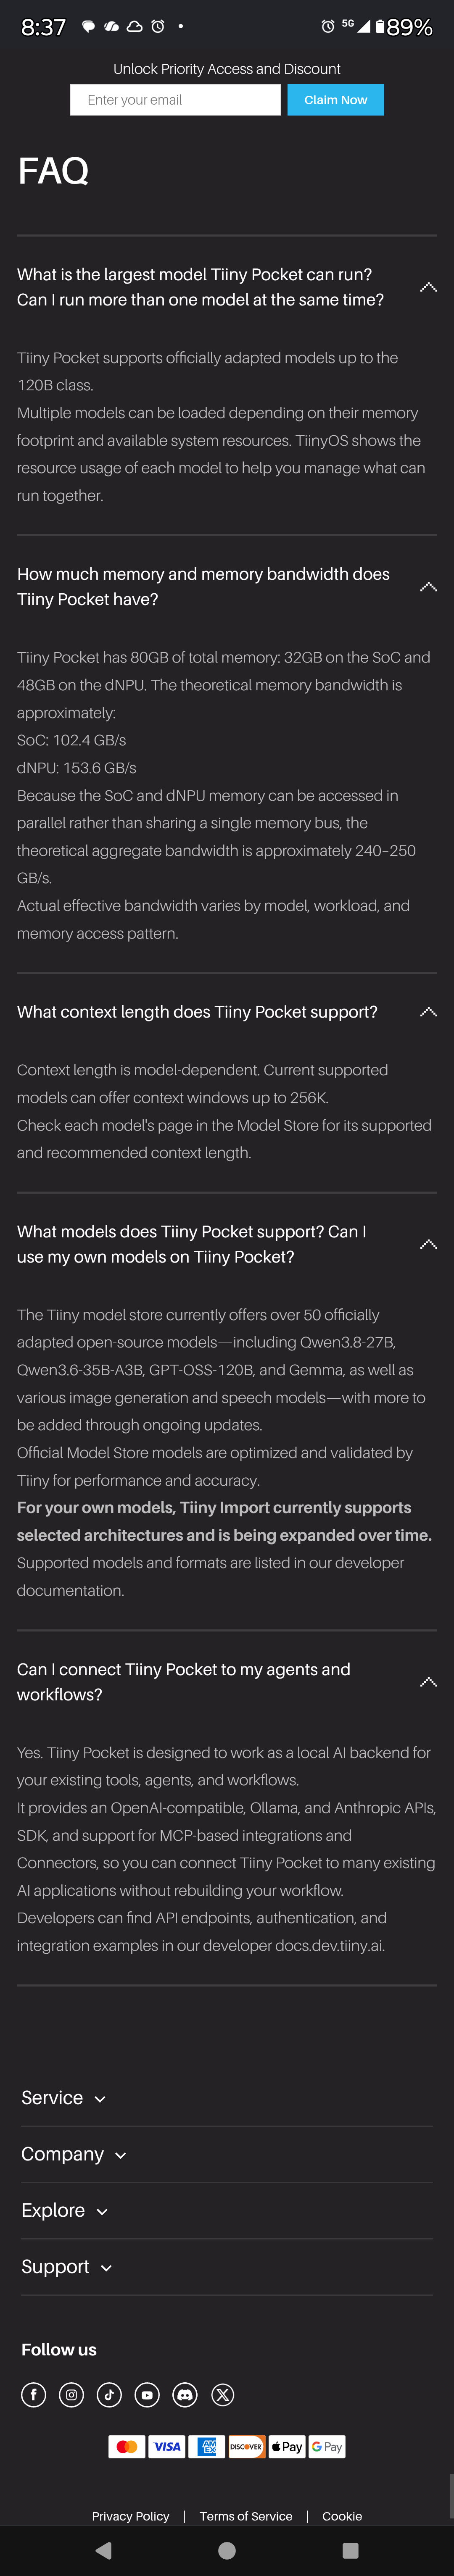 8:37
5G
89%
Unlock Priority Access and Discount
Enter your email
Claim Now
FAQ
What is the largest model Tiiny Pocket can run?
Can I run more than one model at the same time?
Tiiny Pocket supports officially adapted models up to the
120B class.
Multiple models can be loaded depending on their memory
footprint and available system resources. TiinyOS shows the
resource usage of each model to help you manage what can
run together.
How much memory and memory bandwidth does
Tiiny Pocket have?
Tiiny Pocket has 80GB of total memory: 32GB on the SoC and
48GB on the dNPU. The theoretical memory bandwidth is
approximately:
SoC: 102.4 GB/s
dNPU: 153.6 GB/s
Because the SoC and dNPU memory can be accessed in
parallel rather than sharing a single memory bus, the
theoretical aggregate bandwidth is approximately 240–250
GB/s.
Actual effective bandwidth varies by model, workload, and
memory access pattern.
What context length does Tiiny Pocket support?
Context length is model-dependent. Current supported
models can offer context windows up to 256K.
Check each model's page in the Model Store for its supported
and recommended context length.
What models does Tiiny Pocket support? Can I
use my own models on Tiiny Pocket?
The Tiiny model store currently offers over 50 officially
adapted open-source models—including Qwen3.8-27B,
Qwen3.6-35B-A3B, GPT-OSS-120B, and Gemma, as well as
various image generation and speech models—with more to
be added through ongoing updates.
Official Model Store models are optimized and validated by
Tiiny for performance and accuracy.
For your own models, Tiiny Import currently supports
selected architectures and is being expanded over time.
Supported models and formats are listed in our developer
documentation.
Can I connect Tiiny Pocket to my agents and
workflows?
Yes. Tiiny Pocket is designed to work as a local AI backend for
your existing tools, agents, and workflows.
It provides an OpenAI-compatible, Ollama, and Anthropic APIs,
SDK, and support for MCP-based integrations and
Connectors, so you can connect Tiiny Pocket to many existing
AI applications without rebuilding your workflow.
Developers can find API endpoints, authentication, and
integration examples in our developer docs.dev.tiiny.ai.
Service
Company
Explore
Support
Follow us
VISA
AM
EX
DISCOVER
Pay
G Pay
Privacy Policy | Terms of Service | Cookie